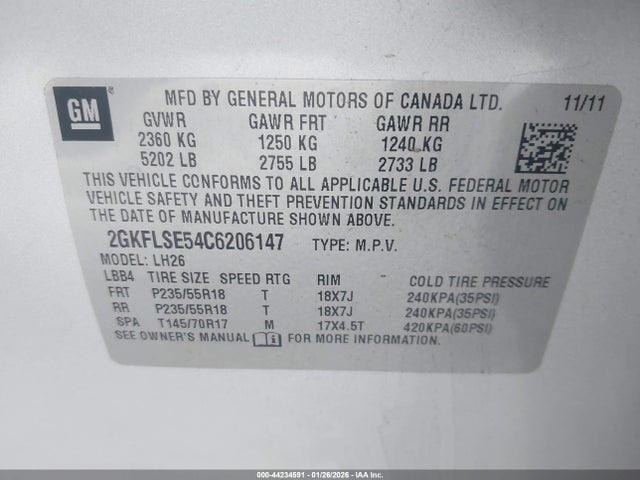 GM
MFD BY GENERAL MOTORS OF CANADA LTD. 11/11
GVWR GAWR FRT GAWR RR
2360 KG 1250 KG 1240 KG
5202 LB 2755 LB 2733 LB
THIS VEHICLE CONFORMS TO ALL APPLICABLE U.S. FEDERAL MOTOR
VEHICLE SAFETY AND THEFT PREVENTION STANDARDS IN EFFECT ON
THE DATE OF MANUFACTURE SHOWN ABOVE.
2GKFLSE54C6206147 TYPE: M.P.V.
MODEL: LH26
LBB4 TIRE SIZE SPEED RTG RIM COLD TIRE PRESSURE
FRT P235/55R18 T 18X7J 240KPA(35PSI)
RR P235/55R18 T 18X7J 240KPA(35PSI)
SPA T145/70R17 M 17X4.5T 420KPA(60PSI)
SEE OWNER'S MANUAL FOR MORE INFORMATION.
000-44234591 - 01/26/2026 - IAA Inc.